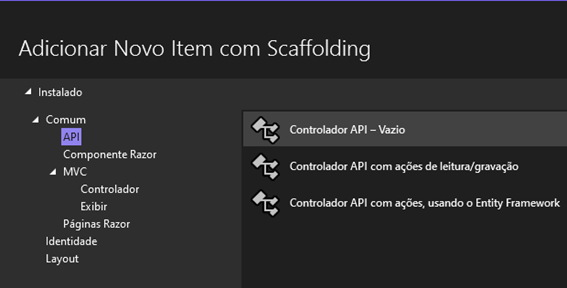 Adicionar Novo Item com Scaffolding
Instalado
Comum
API
Componente Razor
MVC
Controlador
Exibir
Páginas Razor
Identidade
Layout
Controlador API – Vazio
Controlador API com ações de leitura/gravação
Controlador API com ações, usando o Entity Framework